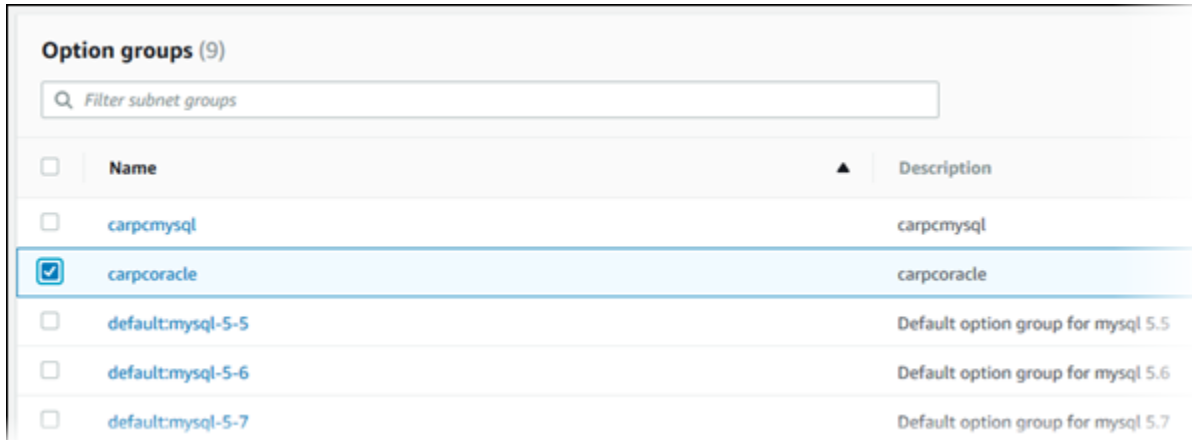 Option groups (9)
Filter subnet groups
Name Description
carpcmysql carpcmysql
carpcoracle carpcoracle
default:mysql-5-5 Default option group for mysql 5.5
default:mysql-5-6 Default option group for mysql 5.6
default:mysql-5-7 Default option group for mysql 5.7